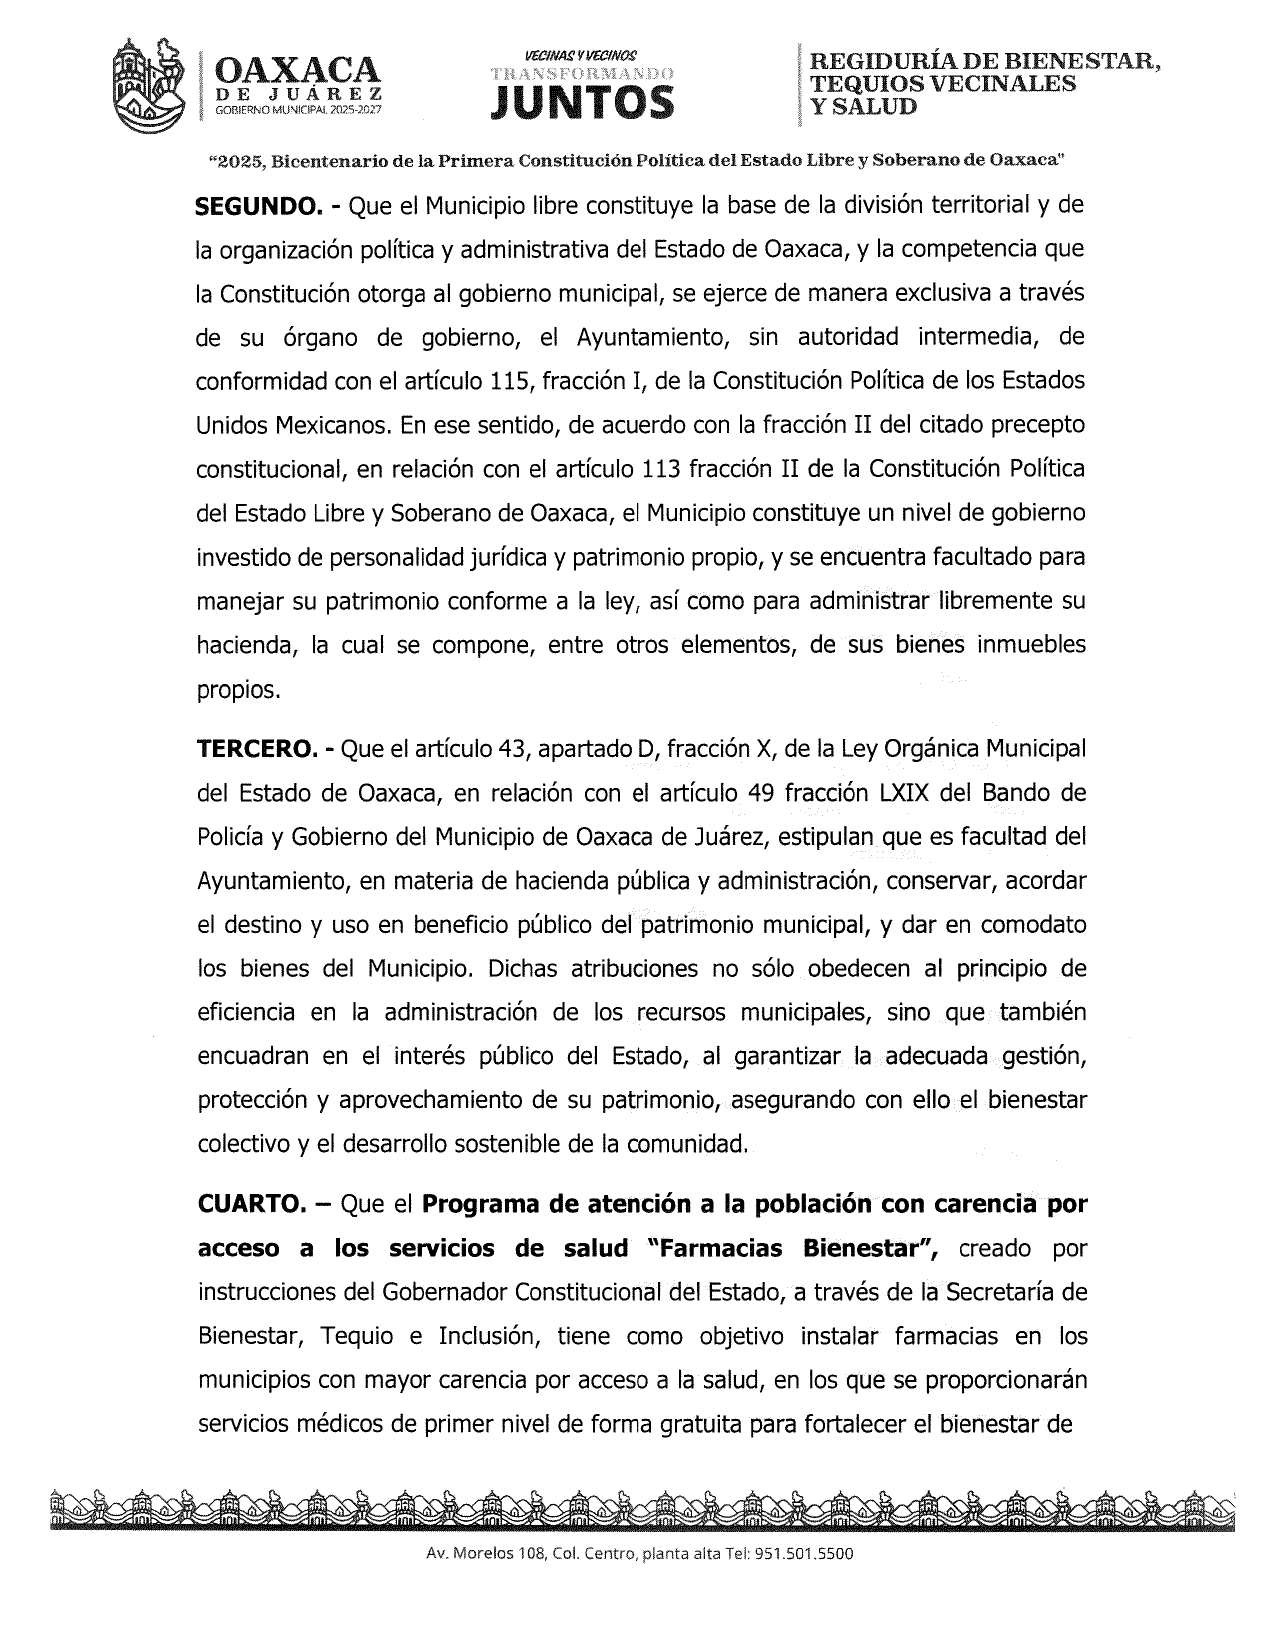 OAXACA
DE JUÁREZ
GOBIERNO MUNICIPAL 2025-2027
VECINAS Y VECINOS
TRANSFORMANDO
JUNTOS
REGIDURÍA DE BIENESTAR,
TEQUIOS VECINALES
Y SALUD
"2025, Bicentenario de la Primera Constitución Política del Estado Libre y Soberano de Oaxaca"
SEGUNDO. - Que el Municipio libre constituye la base de la división territorial y de
la organización política y administrativa del Estado de Oaxaca, y la competencia que
la Constitución otorga al gobierno municipal, se ejerce de manera exclusiva a través
de su órgano de gobierno, el Ayuntamiento, sin autoridad intermedia, de
conformidad con el artículo 115, fracción I, de la Constitución Política de los Estados
Unidos Mexicanos. En ese sentido, de acuerdo con la fracción II del citado precepto
constitucional, en relación con el artículo 113 fracción II de la Constitución Política
del Estado Libre y Soberano de Oaxaca, el Municipio constituye un nivel de gobierno
investido de personalidad jurídica y patrimonio propio, y se encuentra facultado para
manejar su patrimonio conforme a la ley, así como para administrar libremente su
hacienda, la cual se compone, entre otros elementos, de sus bienes inmuebles
propios.
TERCERO. - Que el artículo 43, apartado D, fracción X, de la Ley Orgánica Municipal
del Estado de Oaxaca, en relación con el artículo 49 fracción LXIX del Bando de
Policía y Gobierno del Municipio de Oaxaca de Juárez, estipulan que es facultad del
Ayuntamiento, en materia de hacienda pública y administración, conservar, acordar
el destino y uso en beneficio público del patrimonio municipal, y dar en comodato
los bienes del Municipio. Dichas atribuciones no sólo obedecen al principio de
eficiencia en la administración de los recursos municipales, sino que también
encuadran en el interés público del Estado, al garantizar la adecuada gestión,
protección y aprovechamiento de su patrimonio, asegurando con ello el bienestar
colectivo y el desarrollo sostenible de la comunidad.
CUARTO. – Que el Programa de atención a la población con carencia por
acceso a los servicios de salud "Farmacias Bienestar", creado por
instrucciones del Gobernador Constitucional del Estado, a través de la Secretaría de
Bienestar, Tequio e Inclusión, tiene como objetivo instalar farmacias en los
municipios con mayor carencia por acceso a la salud, en los que se proporcionarán
servicios médicos de primer nivel de forma gratuita para fortalecer el bienestar de
Av. Morelos 108, Col. Centro, planta alta Tel: 951.501.5500